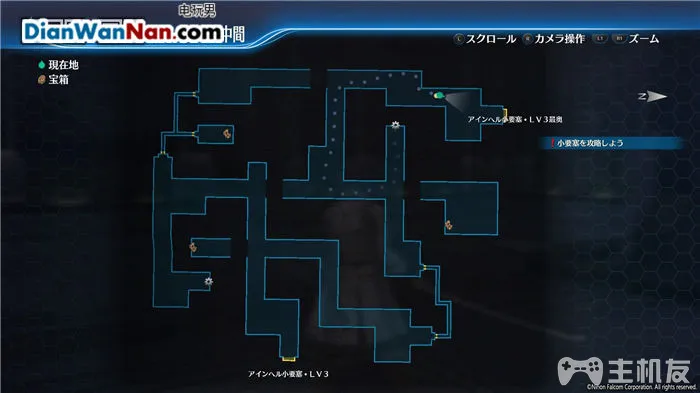 电玩男
DianWanNan.com
中間
L スクロール R カメラ操作 L1 R1 ズーム
現在地
宝箱
N
アインヘル小要塞・LV3最奥
! 小要塞を攻略しよう
アインヘル小要塞・LV3
主机友
©Nihon Falcom Corporation. All rights reserved.